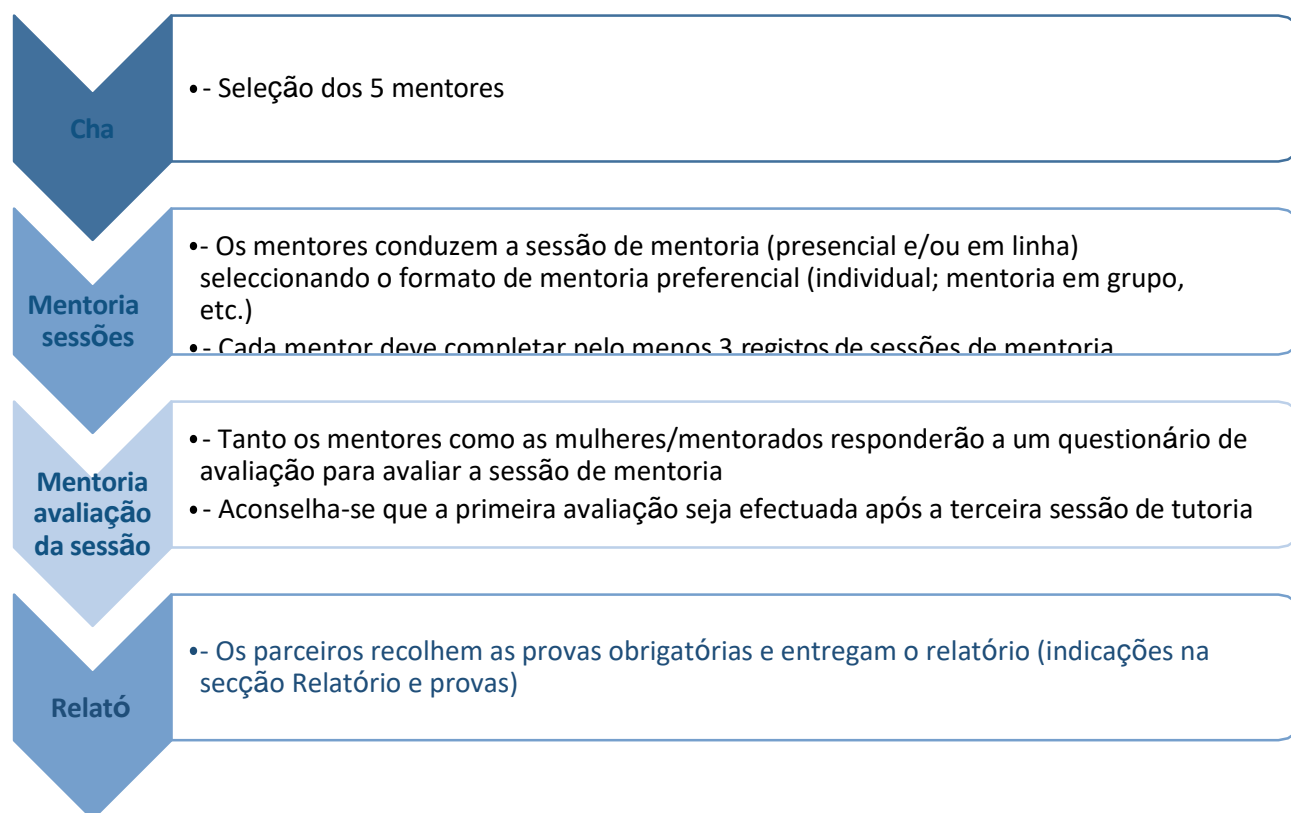 Cha
•- Seleção dos 5 mentores
Mentoria
sessões
•- Os mentores conduzem a sessão de mentoria (presencial e/ou em linha)
seleccionando o formato de mentoria preferencial (individual; mentoria em grupo,
etc.)
•- Cada mentor deve completar pelo menos 3 registos de sessões de mentoria
Mentoria
avaliação
da sessão
•- Tanto os mentores como as mulheres/mentorados responderão a um questionário de
avaliação para avaliar a sessão de mentoria
•- Aconselha-se que a primeira avaliação seja efectuada após a terceira sessão de tutoria
Relató
•- Os parceiros recolhem as provas obrigatórias e entregam o relatório (indicações na
secção Relatório e provas)